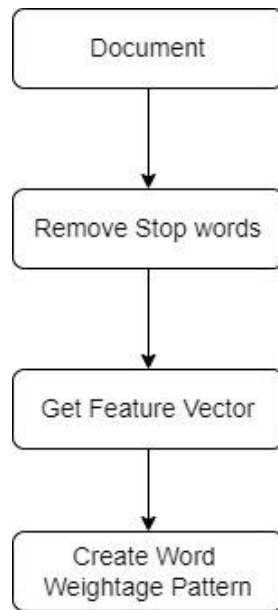 Document
Remove Stop words
Get Feature Vector
Create Word
Weightage Pattern